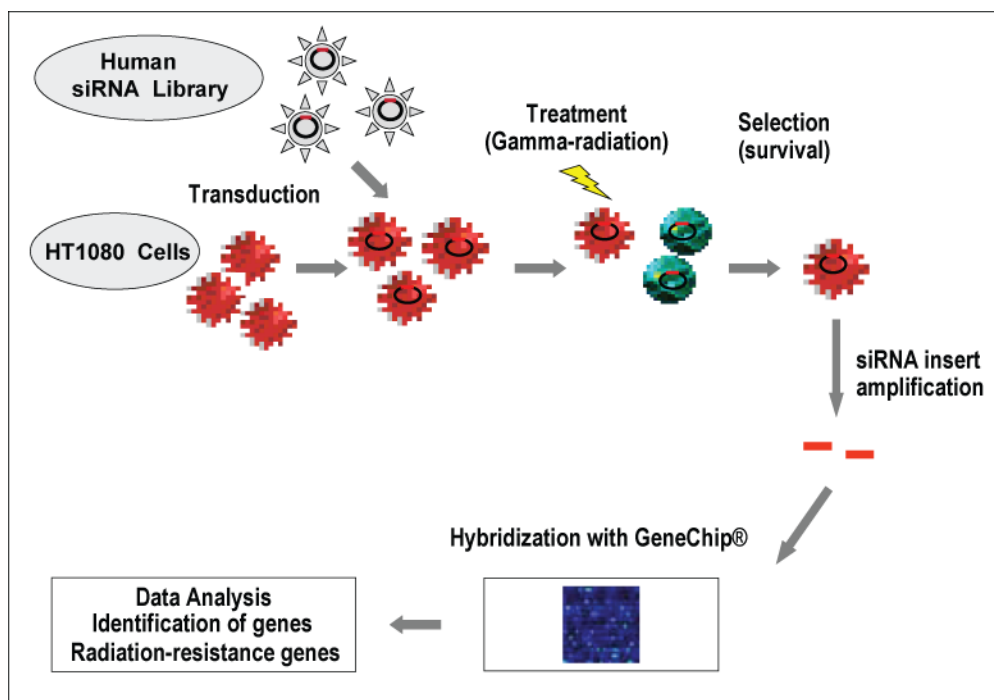 Human
siRNA Library
Treatment
(Gamma-radiation)
Selection
(survival)
Transduction
HT1080 Cells
siRNA insert
amplification
Hybridization with GeneChip®
Data Analysis
Identification of genes
Radiation-resistance genes